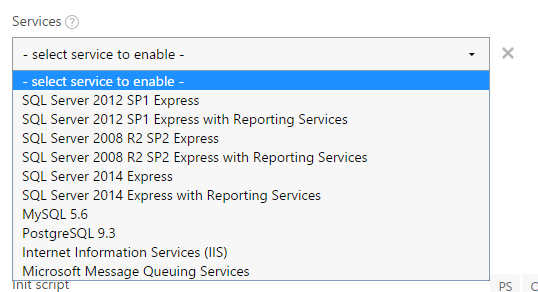 Services ?
- select service to enable -
- select service to enable -
SQL Server 2012 SP1 Express
SQL Server 2012 SP1 Express with Reporting Services
SQL Server 2008 R2 SP2 Express
SQL Server 2008 R2 SP2 Express with Reporting Services
SQL Server 2014 Express
SQL Server 2014 Express with Reporting Services
MySQL 5.6
PostgreSQL 9.3
Internet Information Services (IIS)
Microsoft Message Queuing Services
Init script
PS